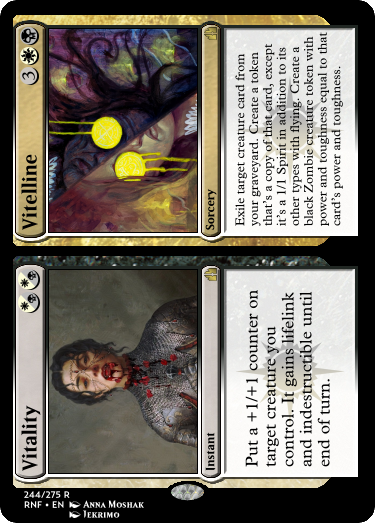 Vitality
Instant
Put a +1/+1 counter on
target creature you
control. It gains lifelink
and indestructible until
end of turn.
Vitelline
3
Sorcery
Exile target creature card from
your graveyard. Create a token
that's a copy of that card, except
it's a 1/1 Spirit in addition to its
other types with flying. Create a
black Zombie creature token with
power and toughness equal to that
card's power and toughness.
244/275 R
RNF • EN Anna Moshak
Jekrimo